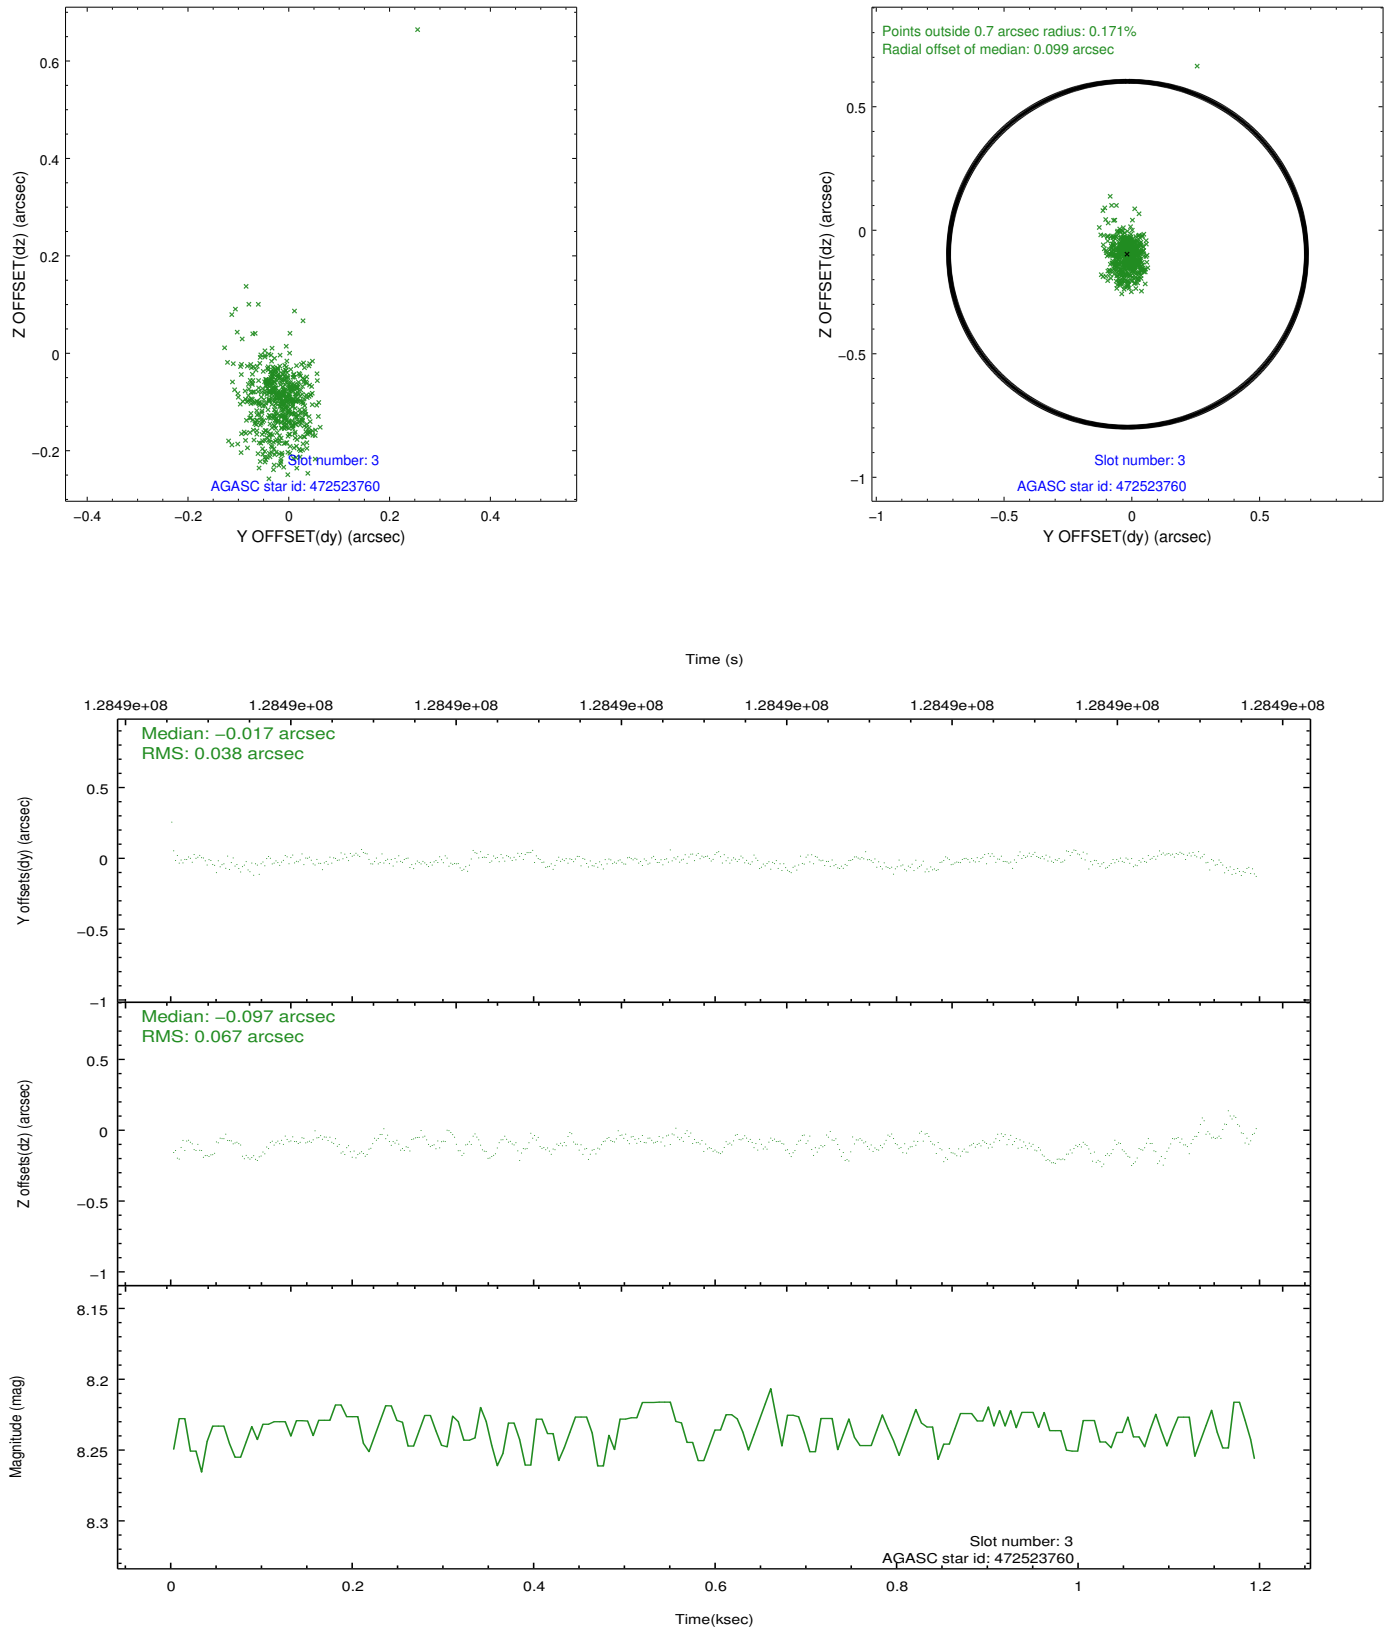 Z OFFSET(dz) (arcsec)
0.6
0.4
0.2
0
−0.2
Slot number: 3
AGASC star id: 472523760
−0.4
−0.2
0
0.2
0.4
Y OFFSET(dy) (arcsec)
Points outside 0.7 arcsec radius: 0.171%
Radial offset of median: 0.099 arcsec
Z OFFSET(dz) (arcsec)
0.5
0
−0.5
−1
Slot number: 3
AGASC star id: 472523760
−1
−0.5
0
0.5
Y OFFSET(dy) (arcsec)
Time (s)
1.2849e+08
1.2849e+08
1.2849e+08
1.2849e+08
1.2849e+08
1.2849e+08
1.2849e+08
1.2849e+08
Median: −0.017 arcsec
RMS: 0.038 arcsec
Y offsets(dy) (arcsec)
0.5
0
−0.5
−1
Median: −0.097 arcsec
RMS: 0.067 arcsec
Z offsets(dz) (arcsec)
0.5
0
−0.5
−1
Magnitude (mag)
8.15
8.2
8.25
8.3
Slot number: 3
AGASC star id: 472523760
0
0.2
0.4
0.6
0.8
1
1.2
Time(ksec)